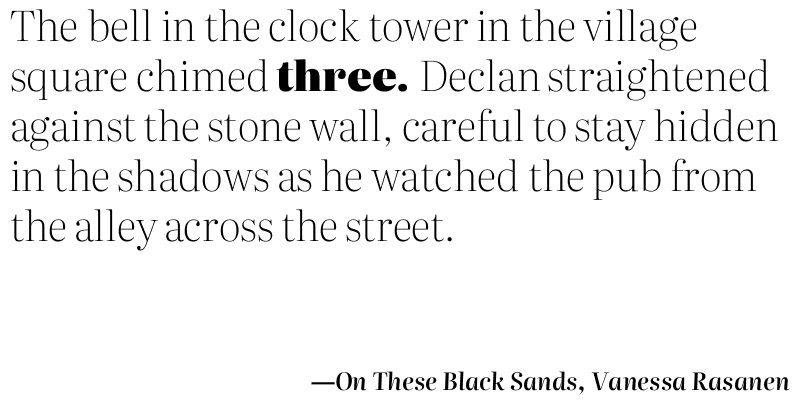 The bell in the clock tower in the village
square chimed three. Declan straightened
against the stone wall, careful to stay hidden
in the shadows as he watched the pub from
the alley across the street.
—On These Black Sands, Vanessa Rasanen